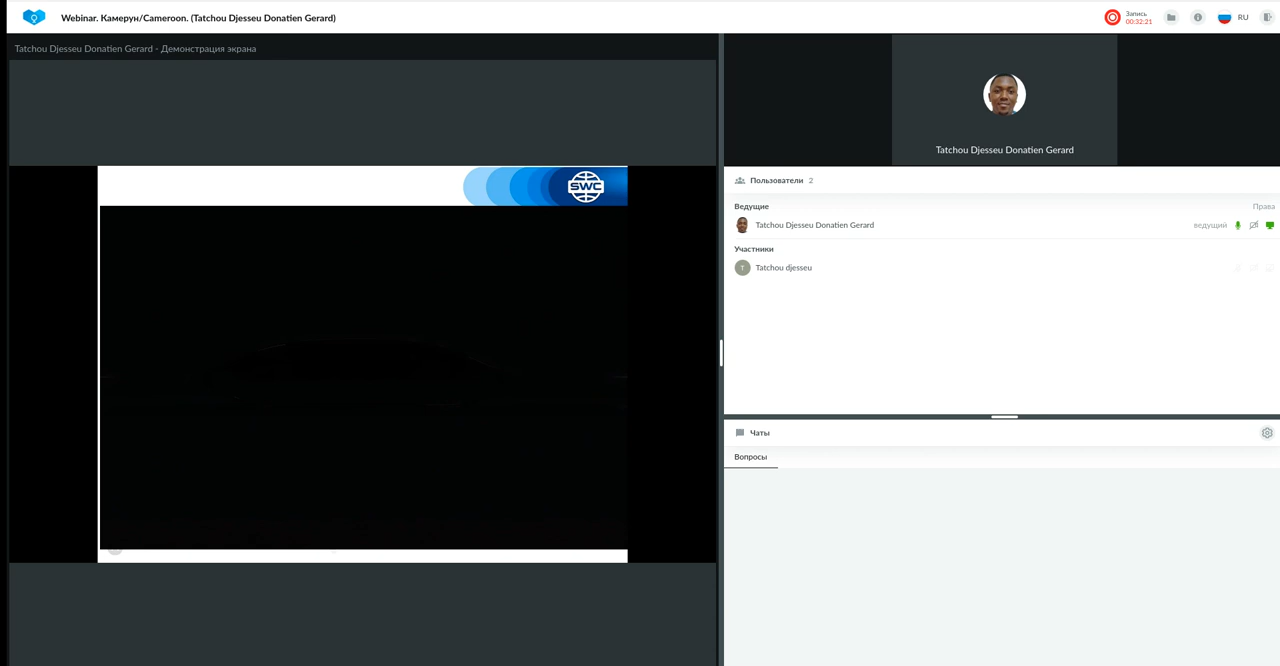 Webinar. Камерун/Cameroon. (Tatchou Djesseu Donatien Gerard)
Запись
00:32:21
RU
Tatchou Djesseu Donatien Gerard - Демонстрация экрана
SWC
Tatchou Djesseu Donatien Gerard
Пользователи 2
Ведущие Права
Tatchou Djesseu Donatien Gerard ведущий
Участники
T Tatchou djesseu
Чаты
Вопросы